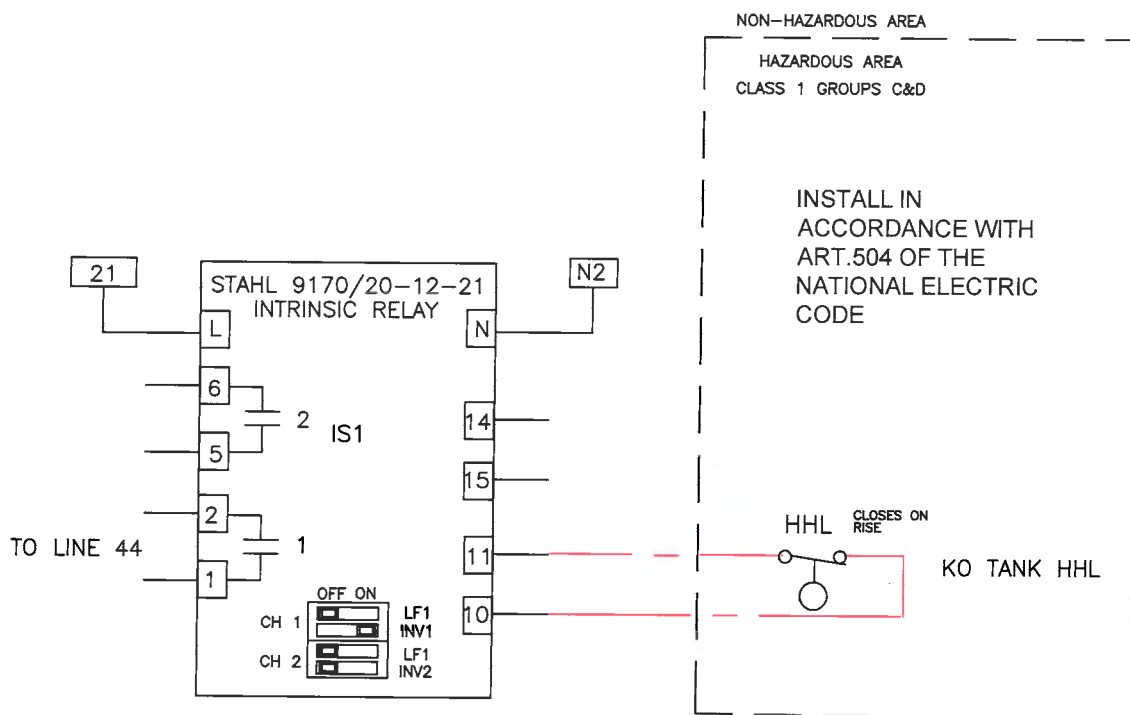 NON-HAZARDOUS AREA
HAZARDOUS AREA
CLASS 1 GROUPS C&D
INSTALL IN
ACCORDANCE WITH
ART.504 OF THE
NATIONAL ELECTRIC
CODE
21
N2
STAHL 9170/20-12-21
INTRINSIC RELAY
L
N
6
2
IS1
14
5
15
2
TO LINE 44
1
11
1
10
HHL
CLOSES ON
RISE
KO TANK HHL
OFF ON
CH 1
LF1
INV1
CH 2
LF1
INV2